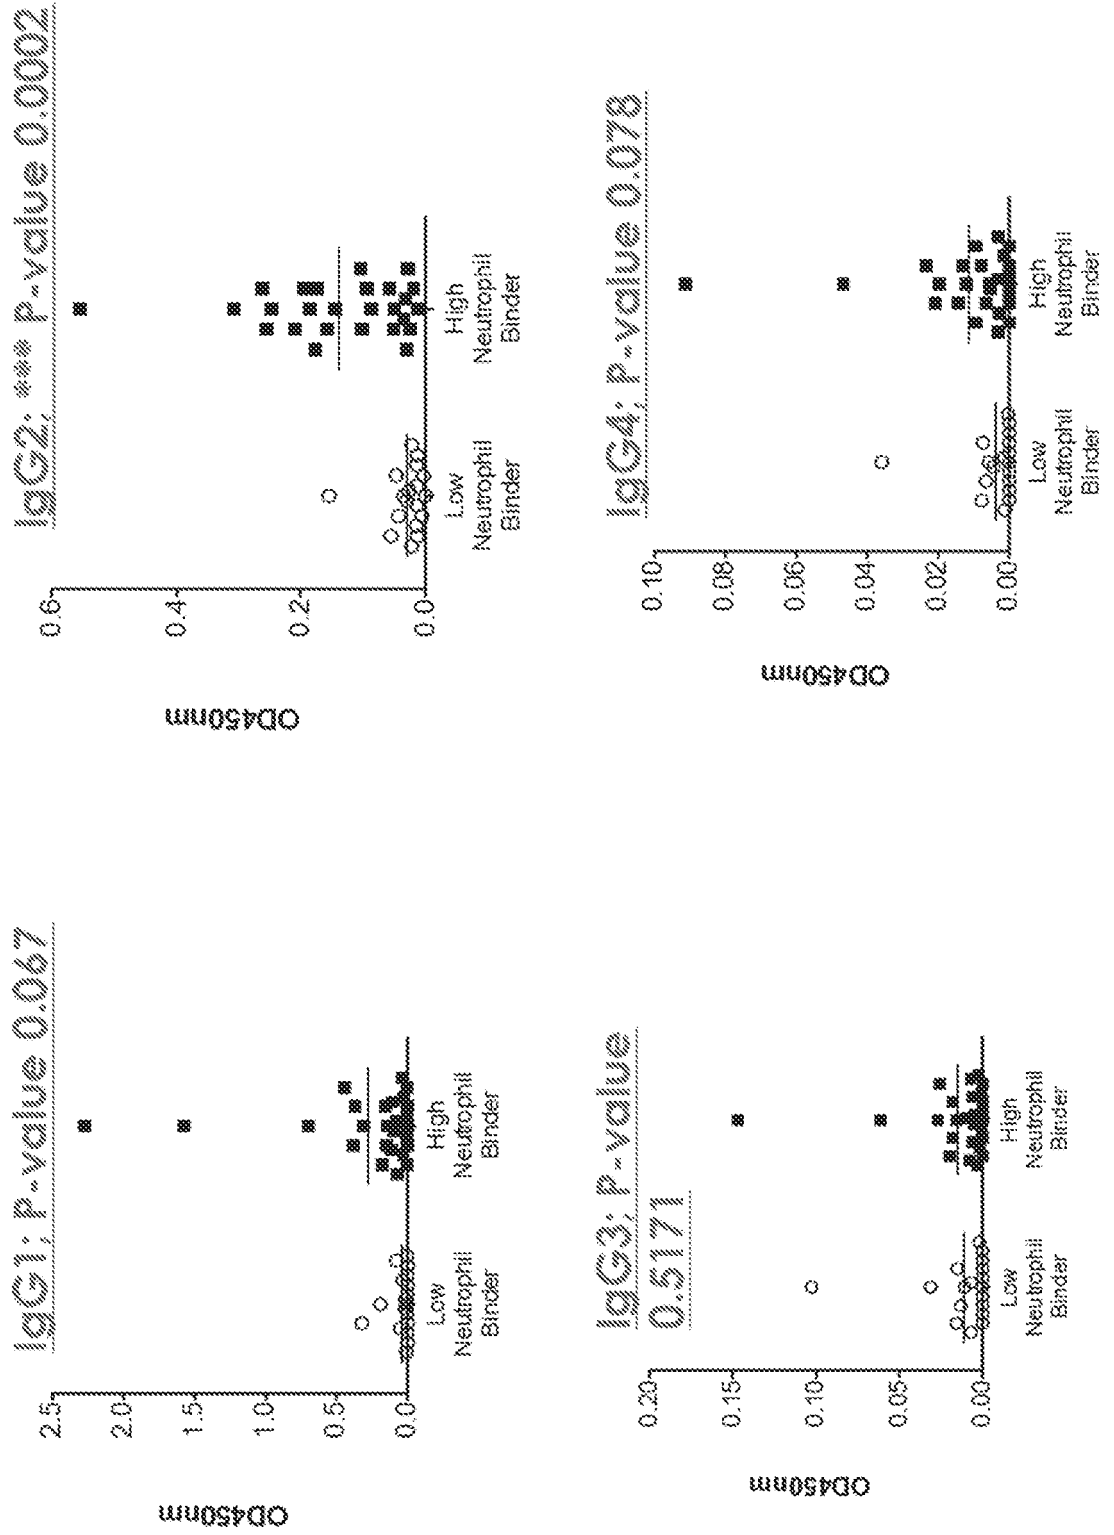 IgG1; P-value 0.067
OD450nm
2.5
2.0
1.5
1.0
0.5
0.0
Low
Neutrophil
Binder
High
Neutrophil
Binder
IgG2; *** P-value 0.0002
OD450nm
0.6
0.4
0.2
0.0
Low
Neutrophil
Binder
High
Neutrophil
Binder
IgG3; P-value
0.5171
OD450nm
0.20
0.15
0.10
0.05
0.00
Low
Neutrophil
Binder
High
Neutrophil
Binder
IgG4; P-value 0.078
OD450nm
0.10
0.08
0.06
0.04
0.02
0.00
Low
Neutrophil
Binder
High
Neutrophil
Binder